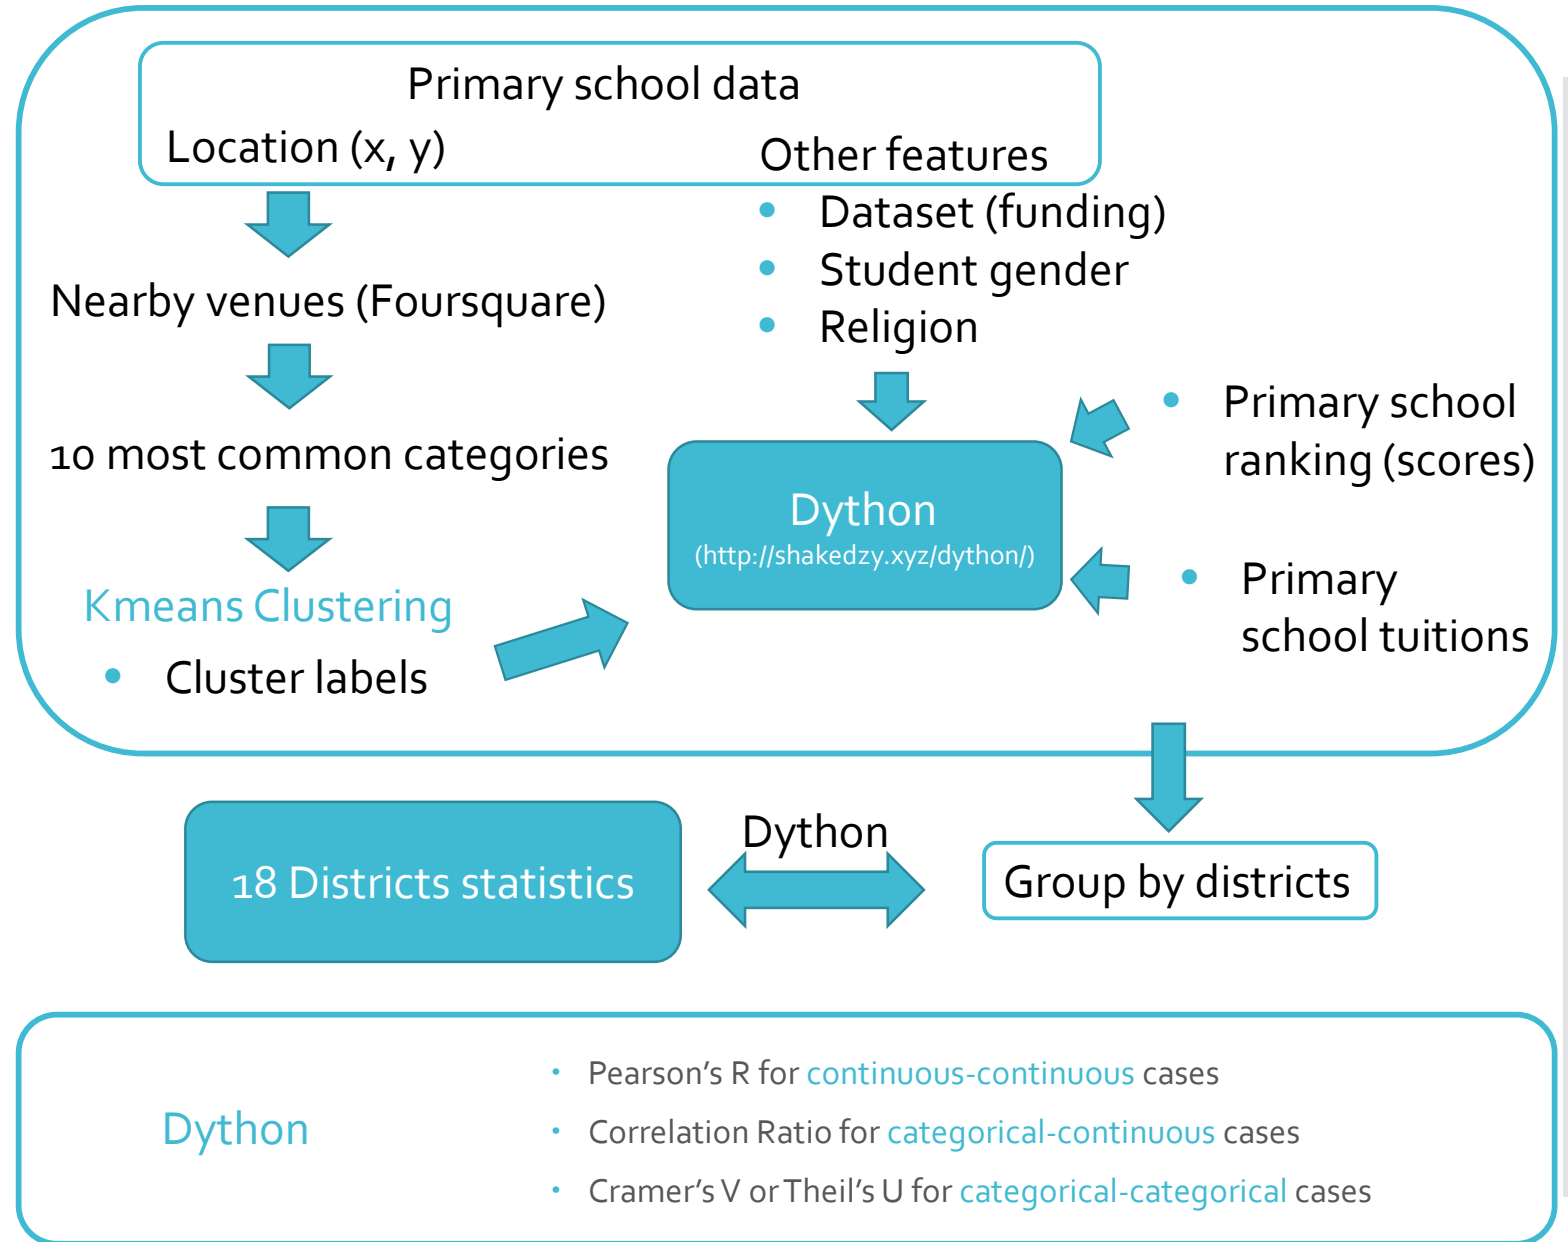 Primary school data
Location (x, y)
Other features
• Dataset (funding)
• Student gender
• Religion
Nearby venues (Foursquare)
10 most common categories
Kmeans Clustering
• Cluster labels
Dython
(http://shakedzy.xyz/dython/)
• Primary school
ranking (scores)
• Primary
school tuitions
18 Districts statistics
Dython
Group by districts
Dython
• Pearson's R for continuous-continuous cases
• Correlation Ratio for categorical-continuous cases
• Cramer's V or Theil's U for categorical-categorical cases